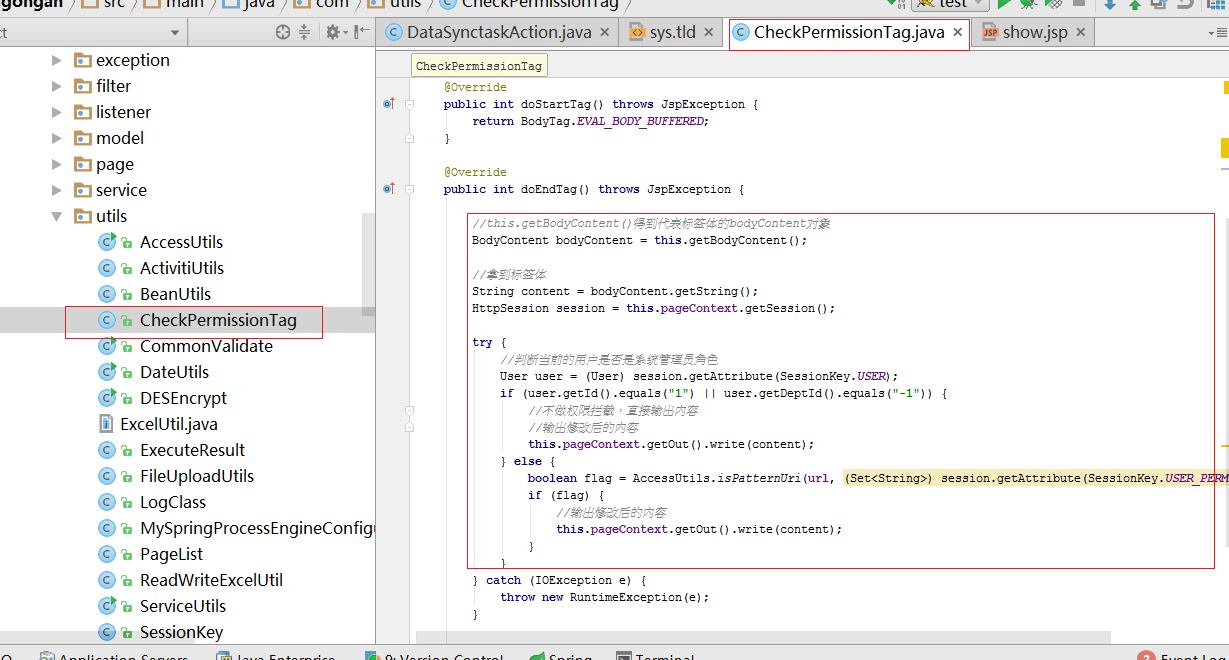 gongan src main java com utils CheckPermissionTag test
ct DataSynctaskAction.java sys.tld CheckPermissionTag.java show.jsp
exception
filter
listener
model
page
service
utils
AccessUtils
ActivitiUtils
BeanUtils
CheckPermissionTag
CommonValidate
DateUtils
DESEncrypt
ExcelUtil.java
ExecuteResult
FileUploadUtils
LogClass
MySpringProcessEngineConfigu
PageList
ReadWriteExcelUtil
ServiceUtils
SessionKey
CheckPermissionTag
@Override
public int doStartTag() throws JspException {
return BodyTag.EVAL_BODY_BUFFERED;
}
@Override
public int doEndTag() throws JspException {
//this.getBodyContent()得到代表标签体的bodyContent对象
BodyContent bodyContent = this.getBodyContent();
//拿到标签体
String content = bodyContent.getString();
HttpSession session = this.pageContext.getSession();
try {
//判断当前的用户是否是系统管理员角色
User user = (User) session.getAttribute(SessionKey.USER);
if (user.getId().equals("1") || user.getDeptId().equals("-1")) {
//不做权限拦截，直接输出内容
//输出修改后的内容
this.pageContext.getOut().write(content);
} else {
boolean flag = AccessUtils.isPatternUri(url, (Set<String>) session.getAttribute(SessionKey.USER_PERM
if (flag) {
//输出修改后的内容
this.pageContext.getOut().write(content);
}
}
} catch (IOException e) {
throw new RuntimeException(e);
}
Application Servers Java Enterprise 9: Version Control Spring Terminal 2 Event Log